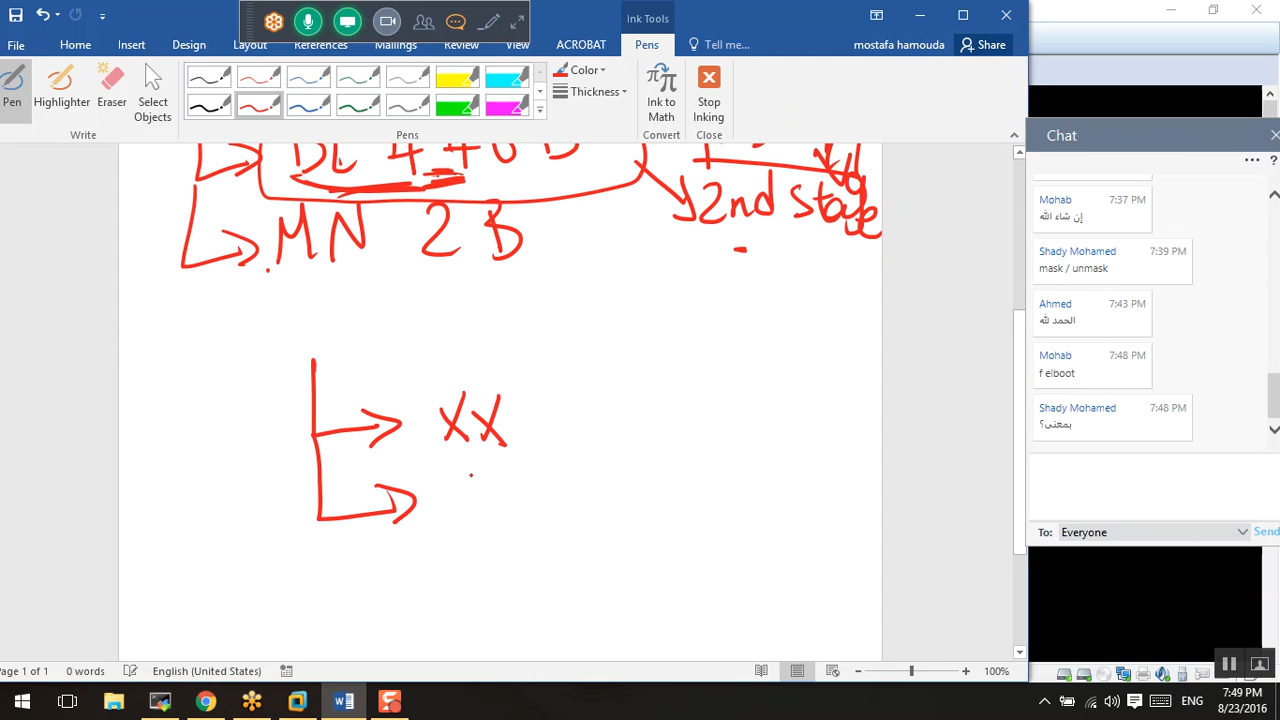 Ink Tools
mostafa hamouda
Share
File
Home
Insert
Design
Layout
References
Mailings
Review
View
ACROBAT
Pens
Tell me...
Pen
Highlighter
Eraser
Select Objects
Color
Thickness
Ink to Math
Stop Inking
Write
Pens
Convert
Close
2nd stage
MN 2 B
XX
Chat
Mohab 7:37 PM
إن شاء الله
Shady Mohamed 7:39 PM
mask / unmask
Ahmed 7:43 PM
الحمد لله
Mohab 7:48 PM
f elboot
Shady Mohamed 7:48 PM
بمعنى؟
To: Everyone Send
Page 1 of 1 0 words English (United States) 100%
ENG
7:49 PM
8/23/2016